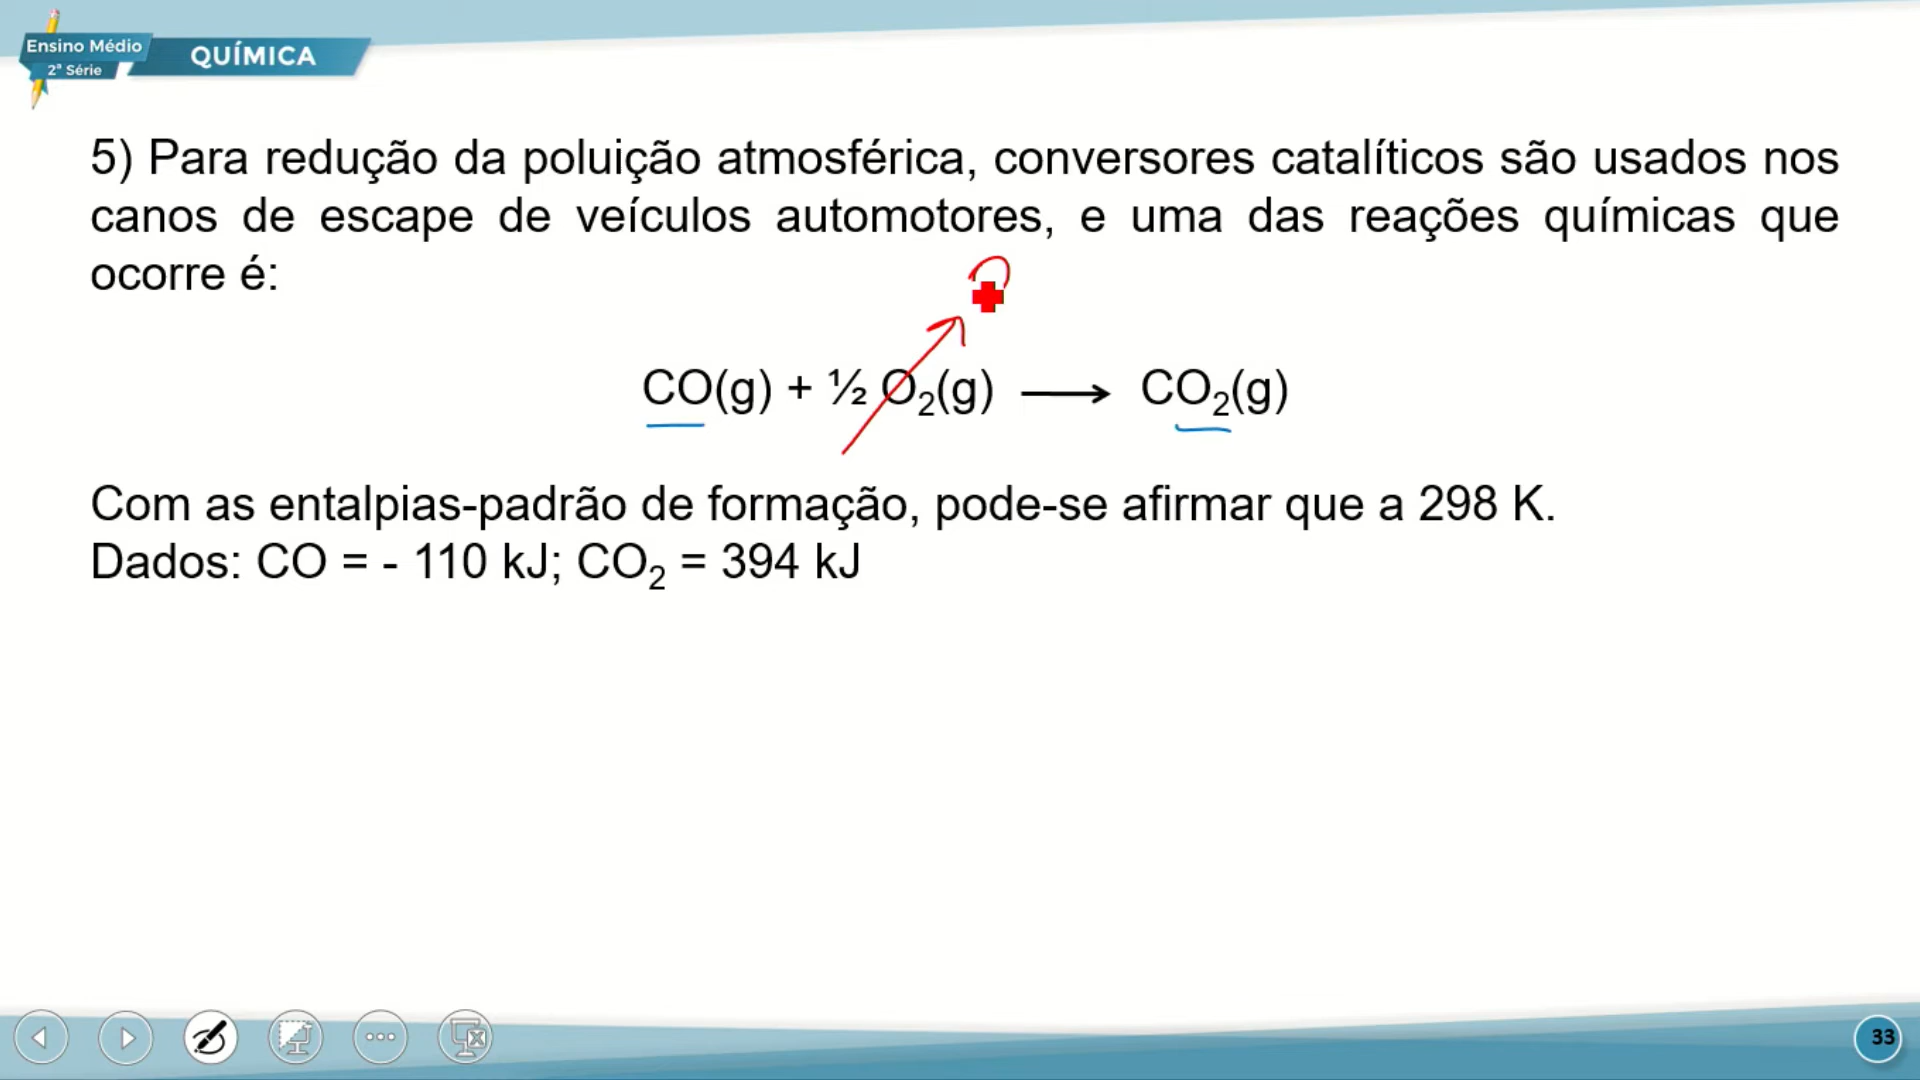 Ensino Médio
2ª Série
QUÍMICA
5) Para redução da poluição atmosférica, conversores catalíticos são usados nos
canos de escape de veículos automotores, e uma das reações químicas que
ocorre é:
CO(g) + ½ O₂(g) ⟶ CO₂(g)
Com as entalpias-padrão de formação, pode-se afirmar que a 298 K.
Dados: CO = - 110 kJ; CO₂ = 394 kJ
33